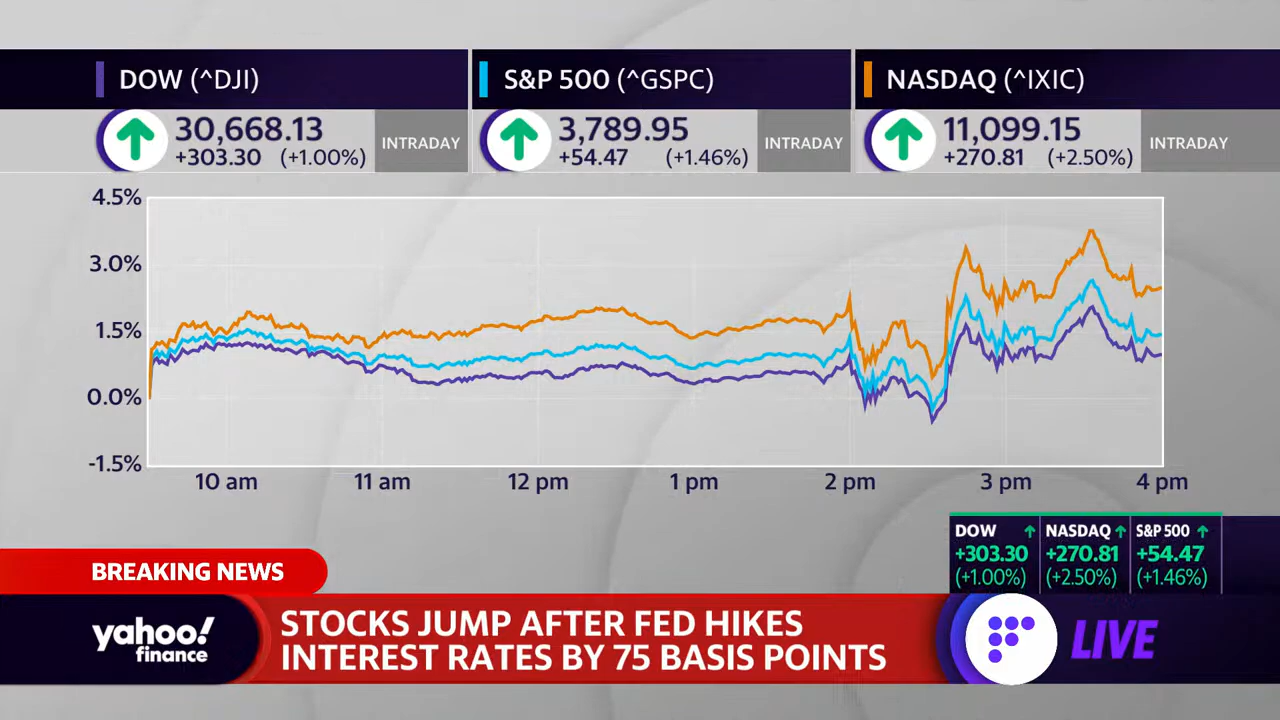 DOW (^DJI)
30,668.13
+303.30 (+1.00%)
INTRADAY
S&P 500 (^GSPC)
3,789.95
+54.47 (+1.46%)
INTRADAY
NASDAQ (^IXIC)
11,099.15
+270.81 (+2.50%)
INTRADAY
4.5%
3.0%
1.5%
0.0%
-1.5%
10 am 11 am 12 pm 1 pm 2 pm 3 pm 4 pm
DOW
+303.30
(+1.00%)
NASDAQ
+270.81
(+2.50%)
S&P 500
+54.47
(+1.46%)
BREAKING NEWS
yahoo!
finance
STOCKS JUMP AFTER FED HIKES
INTEREST RATES BY 75 BASIS POINTS
LIVE